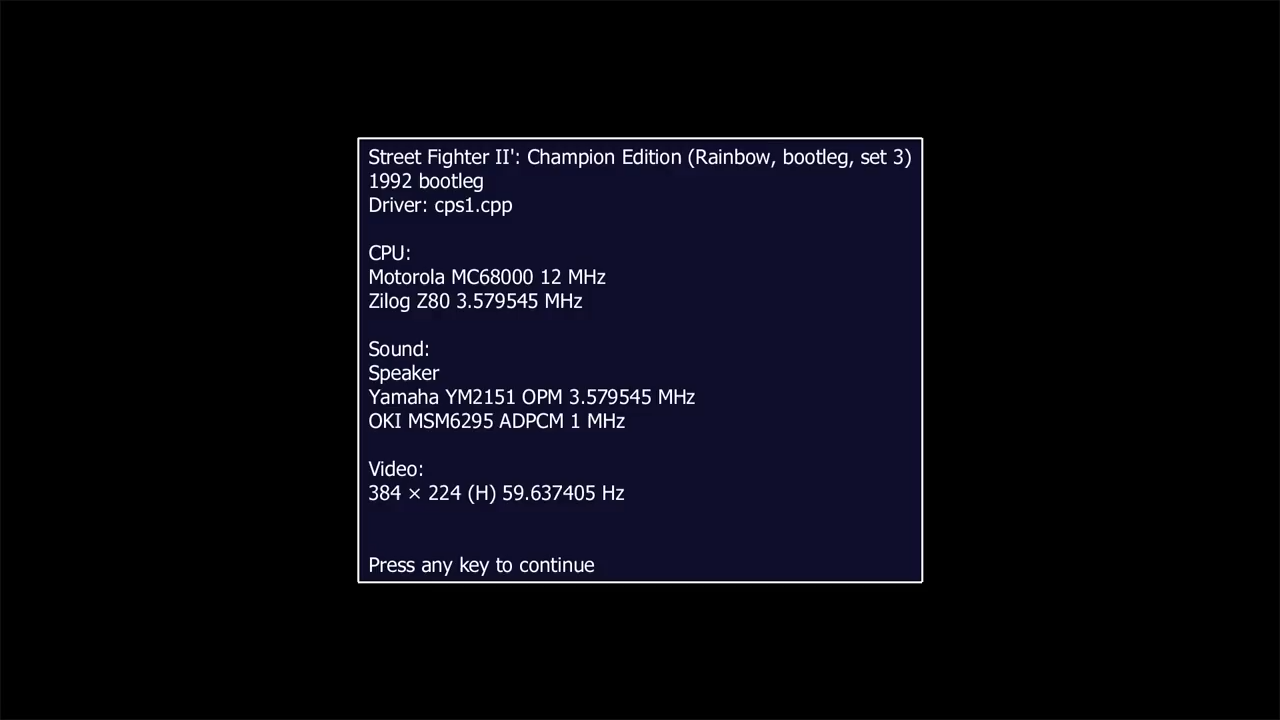 Street Fighter II': Champion Edition (Rainbow, bootleg, set 3)
1992 bootleg
Driver: cps1.cpp
CPU:
Motorola MC68000 12 MHz
Zilog Z80 3.579545 MHz
Sound:
Speaker
Yamaha YM2151 OPM 3.579545 MHz
OKI MSM6295 ADPCM 1 MHz
Video:
384 × 224 (H) 59.637405 Hz
Press any key to continue